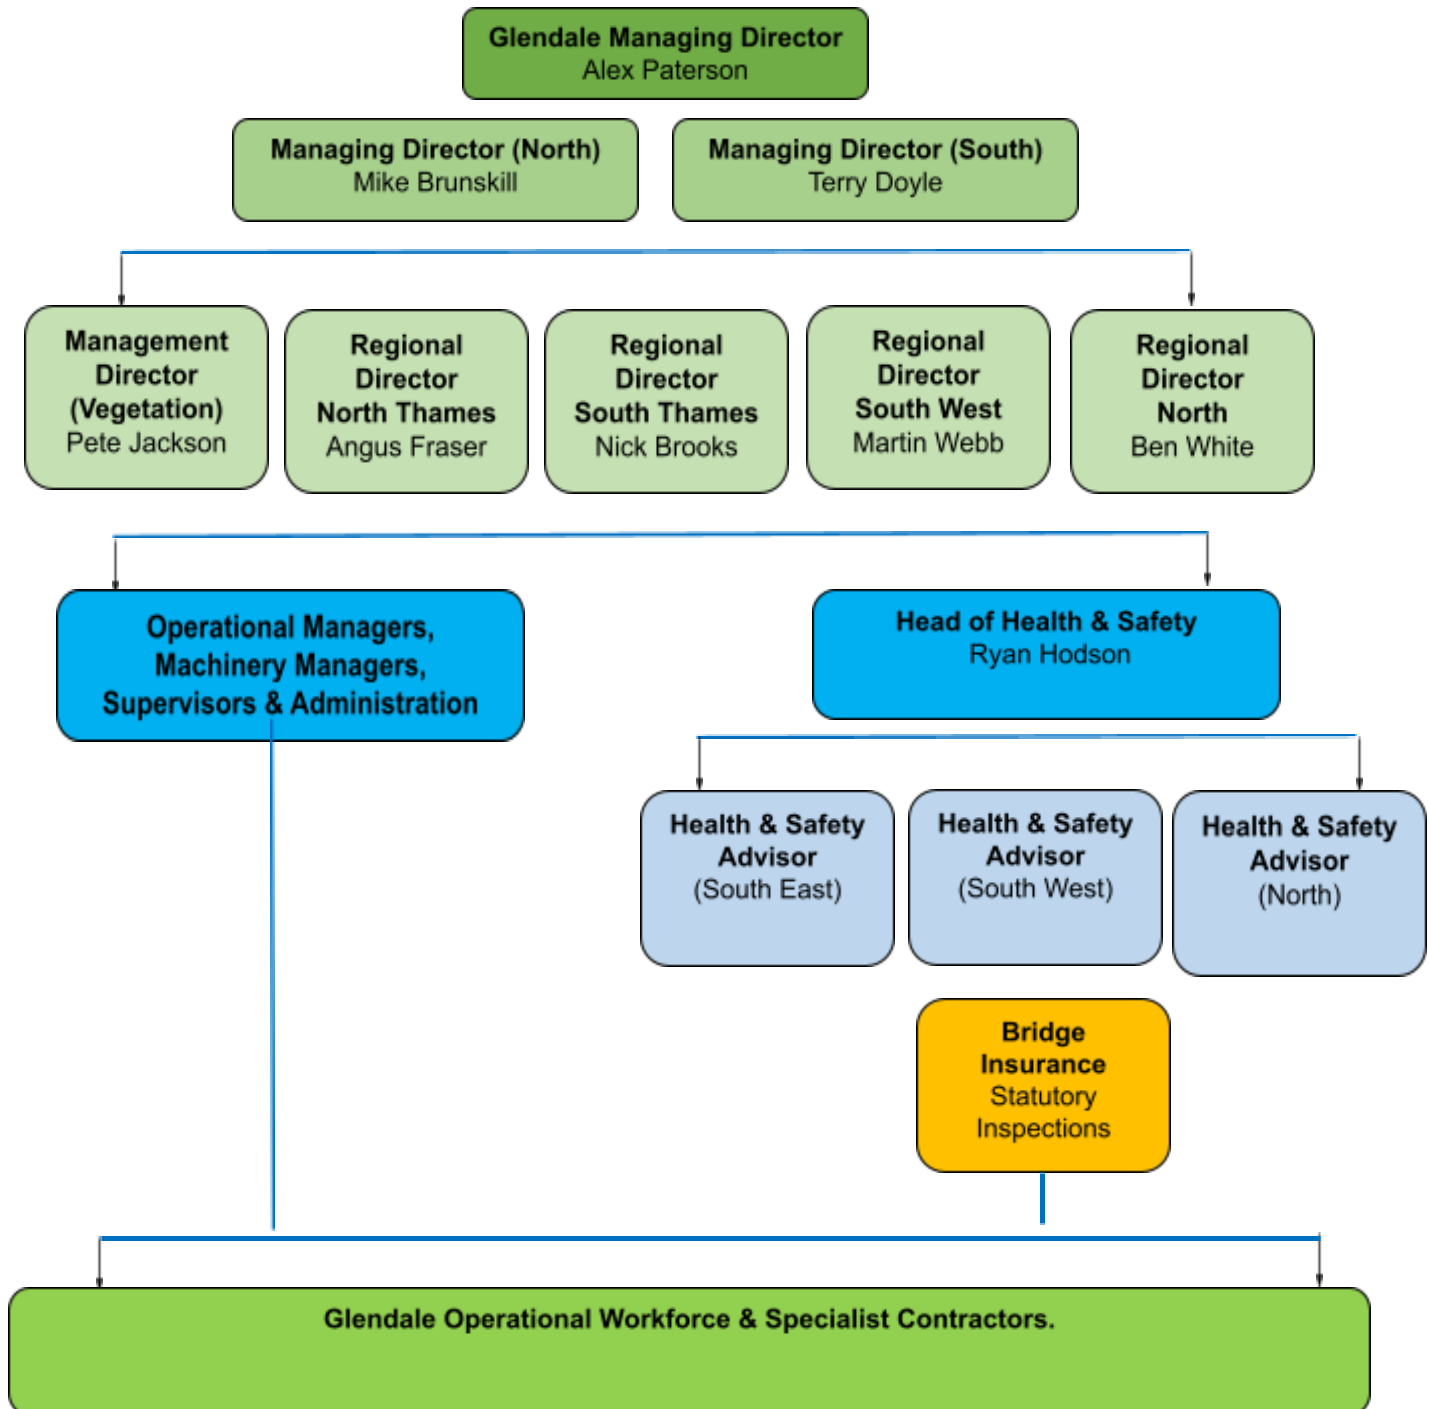 Glendale Managing Director
Alex Paterson
Managing Director (North)
Mike Brunskill
Managing Director (South)
Terry Doyle
Management
Director
(Vegetation)
Pete Jackson
Regional
Director
North Thames
Angus Fraser
Regional
Director
South Thames
Nick Brooks
Regional
Director
South West
Martin Webb
Regional
Director
North
Ben White
Operational Managers,
Machinery Managers,
Supervisors & Administration
Head of Health & Safety
Ryan Hodson
Health & Safety
Advisor
(South East)
Health & Safety
Advisor
(South West)
Health & Safety
Advisor
(North)
Bridge
Insurance
Statutory
Inspections
Glendale Operational Workforce & Specialist Contractors.